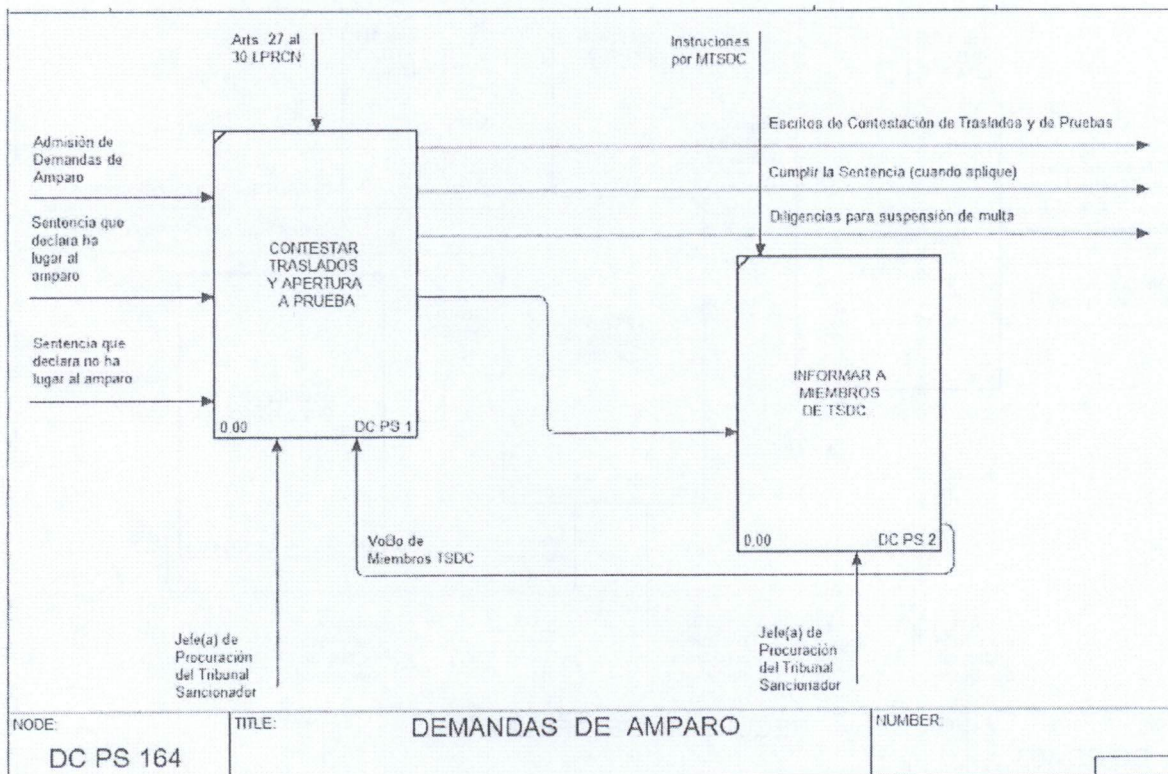 Arts. 27 al
30 LPRCN
Instruciones
por MTSDC
Admisión de
Demandas de
Amparo
Sentencia que
declara ha
lugar al
amparo
Sentencia que
declara no ha
lugar al amparo
CONTESTAR
TRASLADOS
Y APERTURA
A PRUEBA
0.00
DC PS 1
Escritos de Contestación de Traslados y de Pruebas
Cumplir la Sentencia (cuando aplique)
Diligencias para suspensión de multa
INFORMAR A
MIEMBROS
DE TSDC
0.00
DC PS 2
VoBo de
Miembros TSDC
Jefe(a) de
Procuración
del Tribunal
Sancionador
Jefe(a) de
Procuración
del Tribunal
Sancionador
NODE:
DC PS 164
TITLE:
DEMANDAS DE AMPARO
NUMBER: